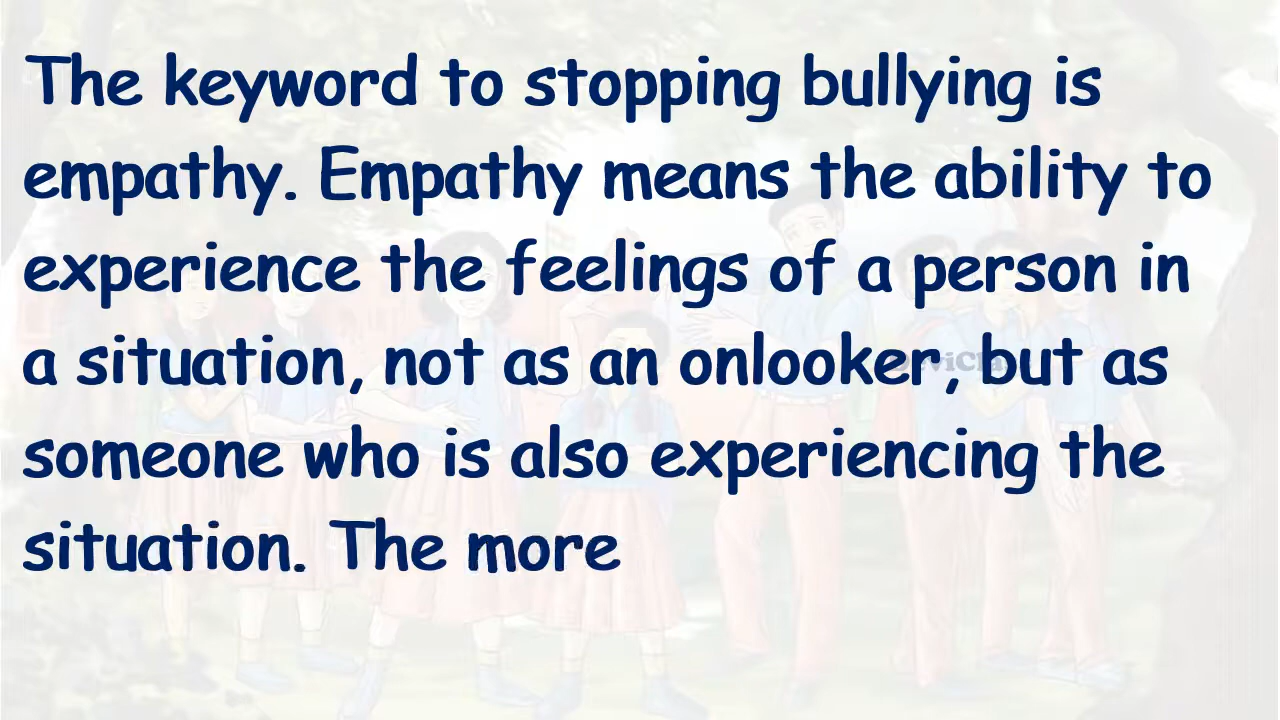 The keyword to stopping bullying is
empathy. Empathy means the ability to
experience the feelings of a person in
a situation, not as an onlooker, but as
someone who is also experiencing the
situation. The more